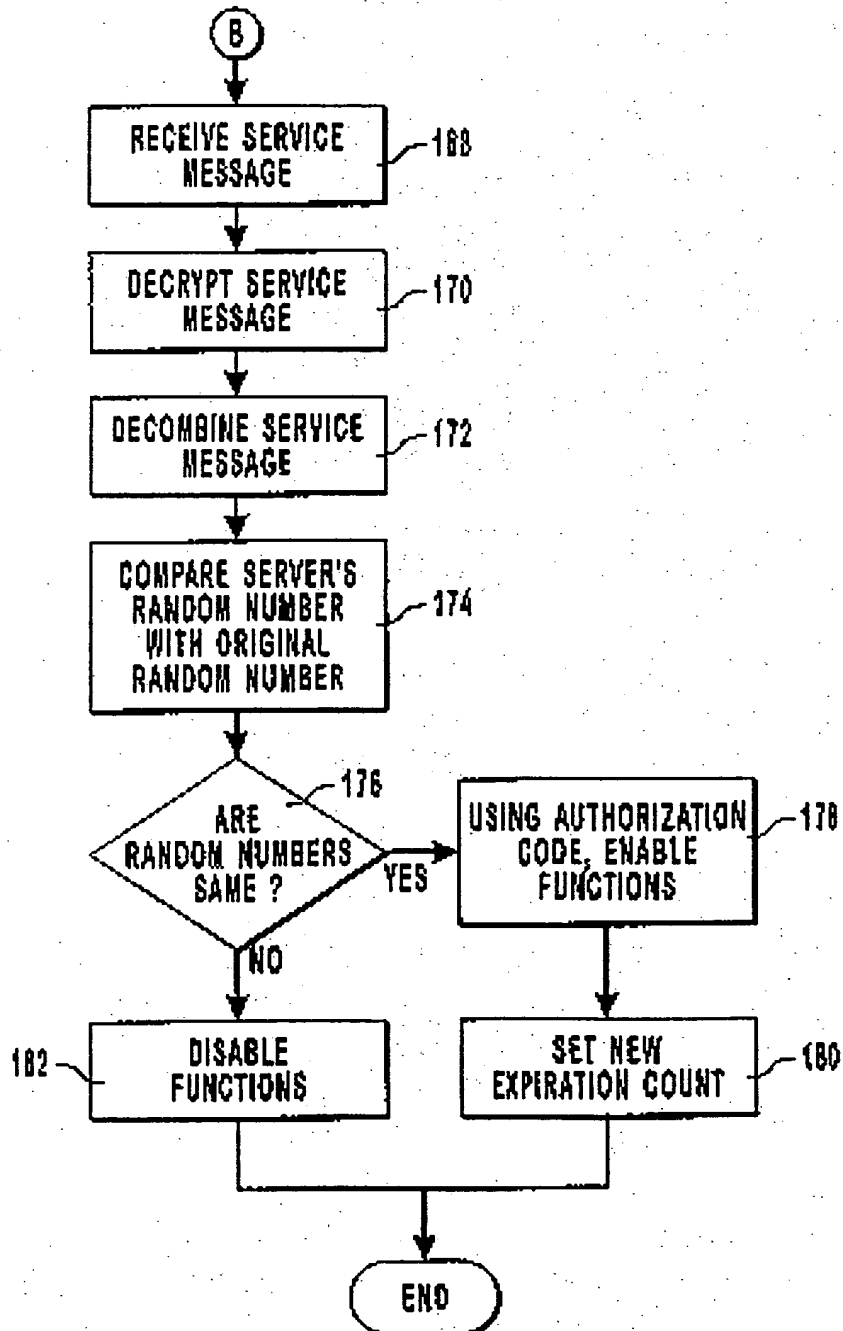 B
RECEIVE SERVICE
MESSAGE
168
DECRYPT SERVICE
MESSAGE
170
DECOMBINE SERVICE
MESSAGE
172
COMPARE SERVER'S
RANDOM NUMBER
WITH ORIGINAL
RANDOM NUMBER
174
176
ARE
RANDOM NUMBERS
SAME ?
YES
NO
USING AUTHORIZATION
CODE, ENABLE
FUNCTIONS
178
182
DISABLE
FUNCTIONS
SET NEW
EXPIRATION COUNT
180
END